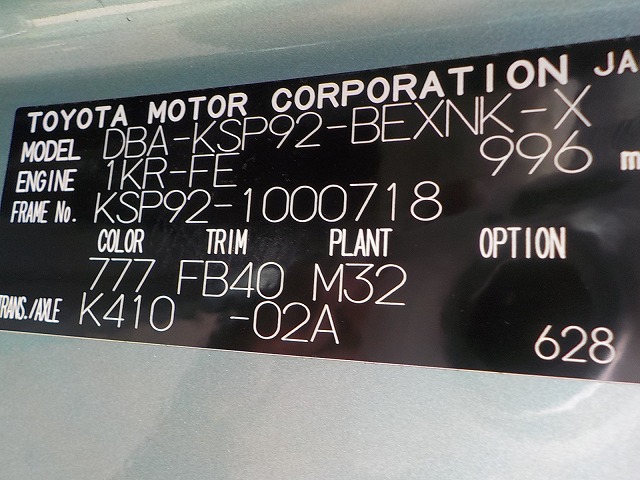 TOYOTA MOTOR CORPORATION JA
MODEL DBA-KSP92-BEXNK-X
ENGINE 1KR-FE 996 m
FRAME No. KSP92-1000718
COLOR TRIM PLANT OPTION
777 FB40 M32
TRANS./AXLE K410 -02A
628